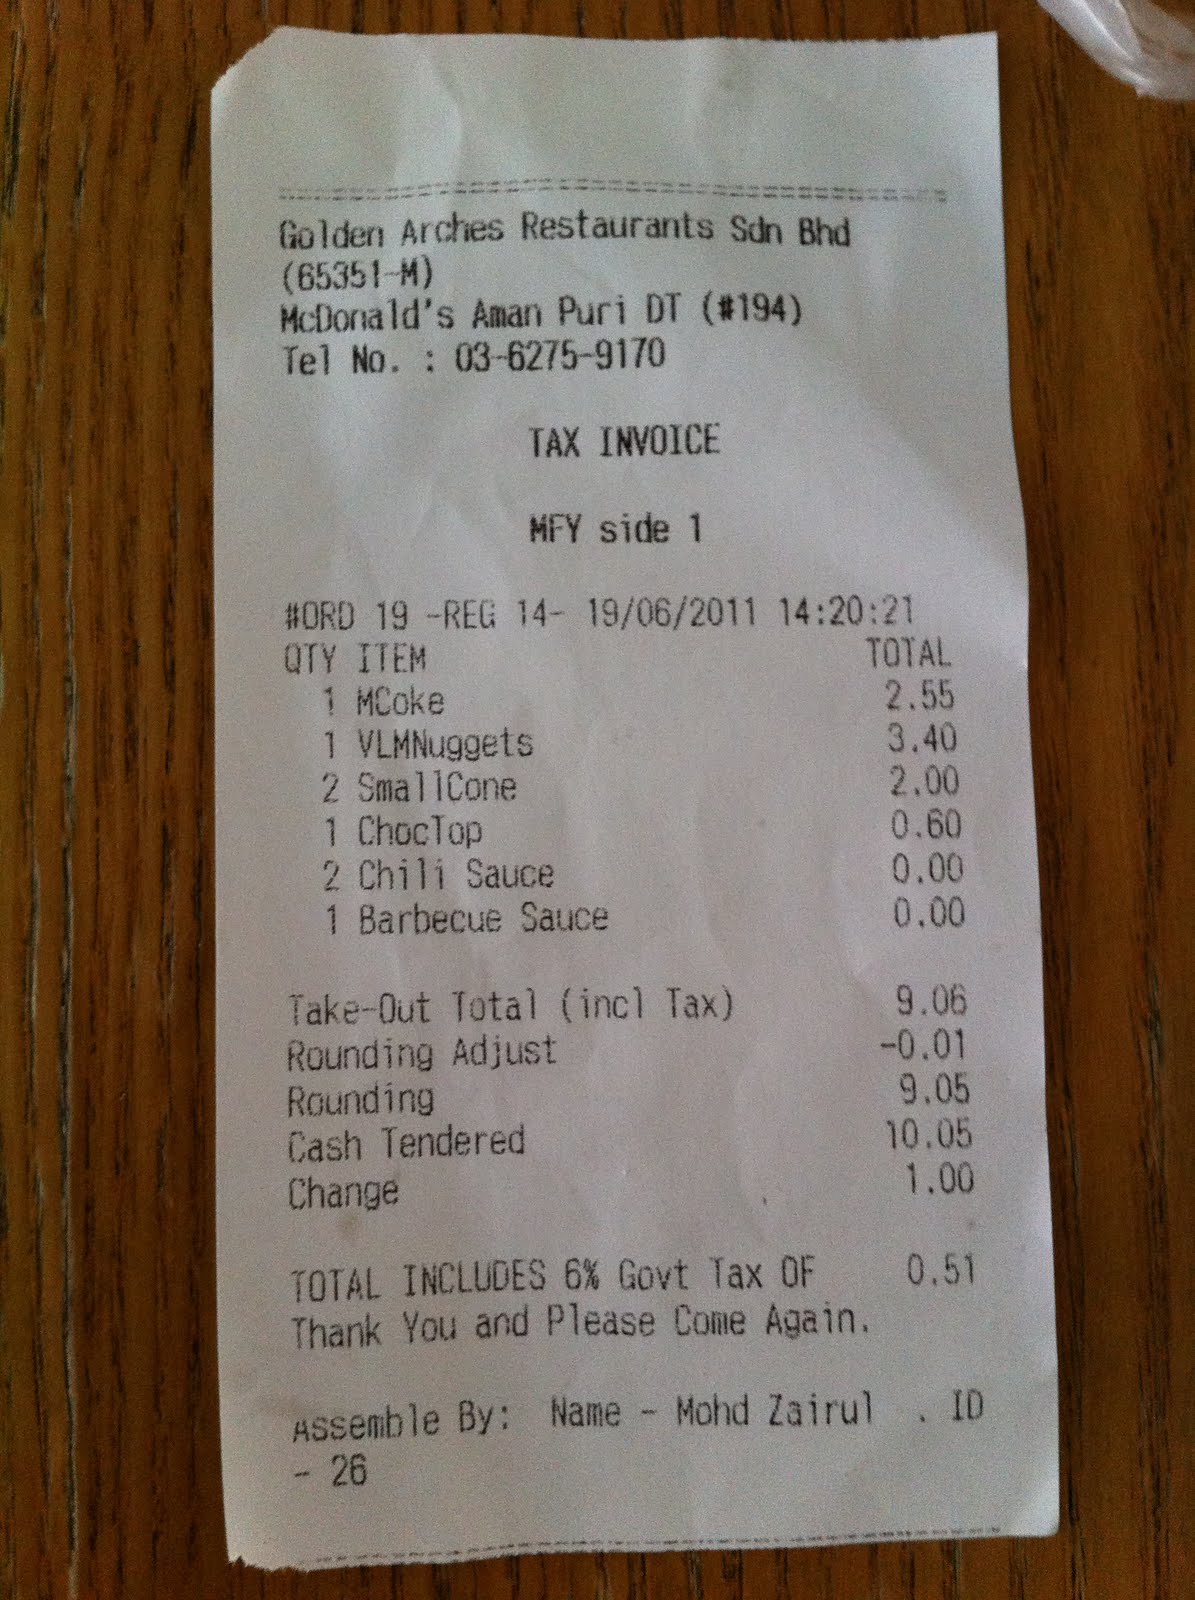 Golden Arches Restaurants Sdn Bhd
(65351-M)
McDonald's Aman Puri DT (#194)
Tel No. : 03-6275-9170
TAX INVOICE
MFY side 1
#ORD 19 -REG 14- 19/06/2011 14:20:21
QTY ITEM TOTAL
1 MCoke 2.55
1 VLMNuggets 3.40
2 SmallCone 2.00
1 ChocTop 0.60
2 Chili Sauce 0.00
1 Barbecue Sauce 0.00
Take-Out Total (incl Tax) 9.06
Rounding Adjust -0.01
Rounding 9.05
Cash Tendered 10.05
Change 1.00
TOTAL INCLUDES 6% Govt Tax OF 0.51
Thank You and Please Come Again.
Assemble By: Name - Mohd Zairul . ID
- 26